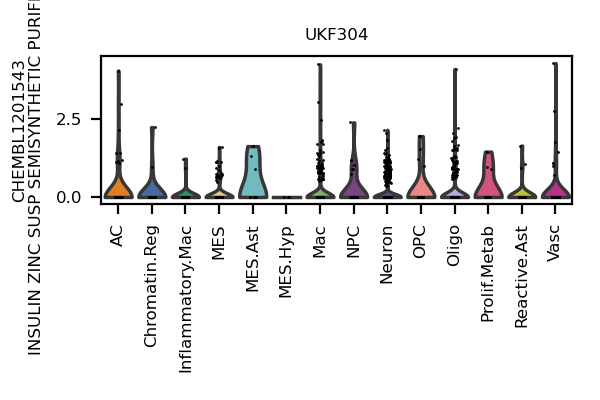 UKF304
CHEMBL1201543
INSULIN ZINC SUSP SEMISYNTHETIC
2.5
0.0
AC
Chromatin.Reg
Inflammatory.Mac
MES
MES.Ast
MES.Hyp
Mac
NPC
Neuron
OPC
Oligo
Prolif.Metab
Reactive.Ast
Vasc